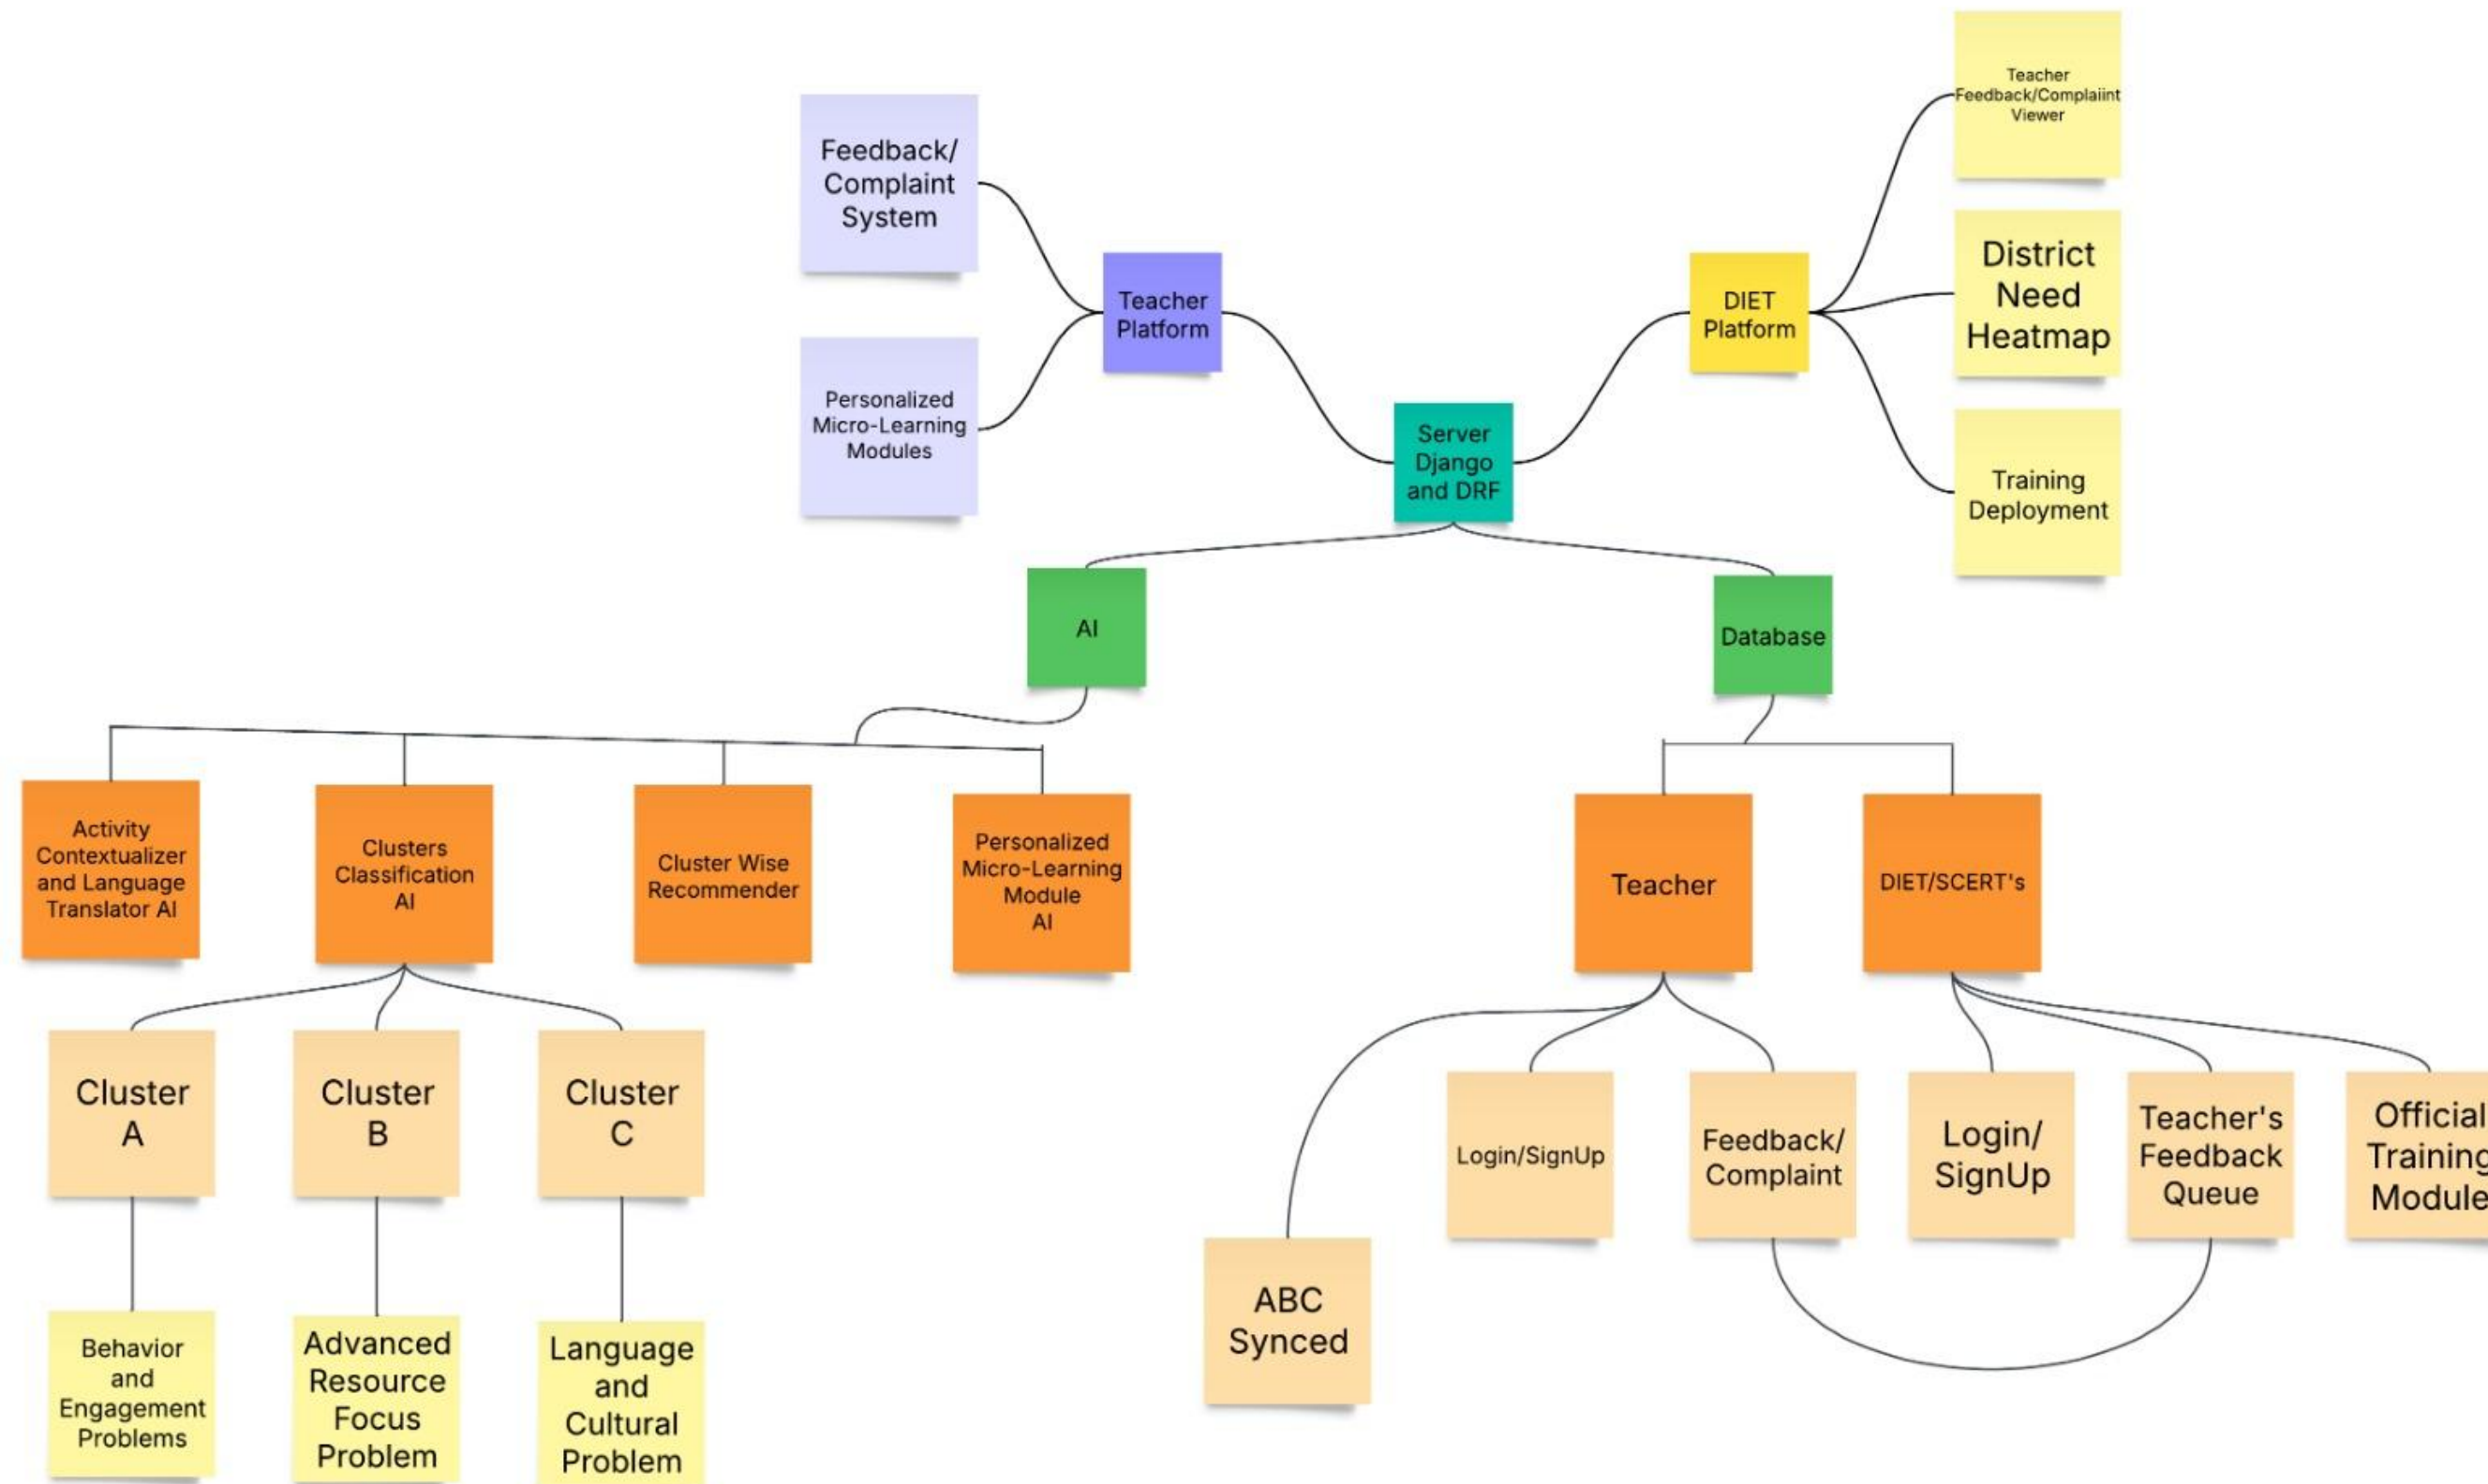 Teacher
Feedback/Complaiint
Viewer
Feedback/
Complaint
System
District
Need
Heatmap
Teacher
Platform
DIET
Platform
Personalized
Micro-Learning
Modules
Server
Django
and DRF
Training
Deployment
AI
Database
Activity
Contextualizer
and Language
Translator AI
Clusters
Classification
AI
Cluster Wise
Recommender
Personalized
Micro-Learning
Module
AI
Teacher
DIET/SCERT's
Cluster
A
Cluster
B
Cluster
C
Login/SignUp
Feedback/
Complaint
Login/
SignUp
Teacher's
Feedback
Queue
Official
Training
Module
ABC
Synced
Behavior
and
Engagement
Problems
Advanced
Resource
Focus
Problem
Language
and
Cultural
Problem